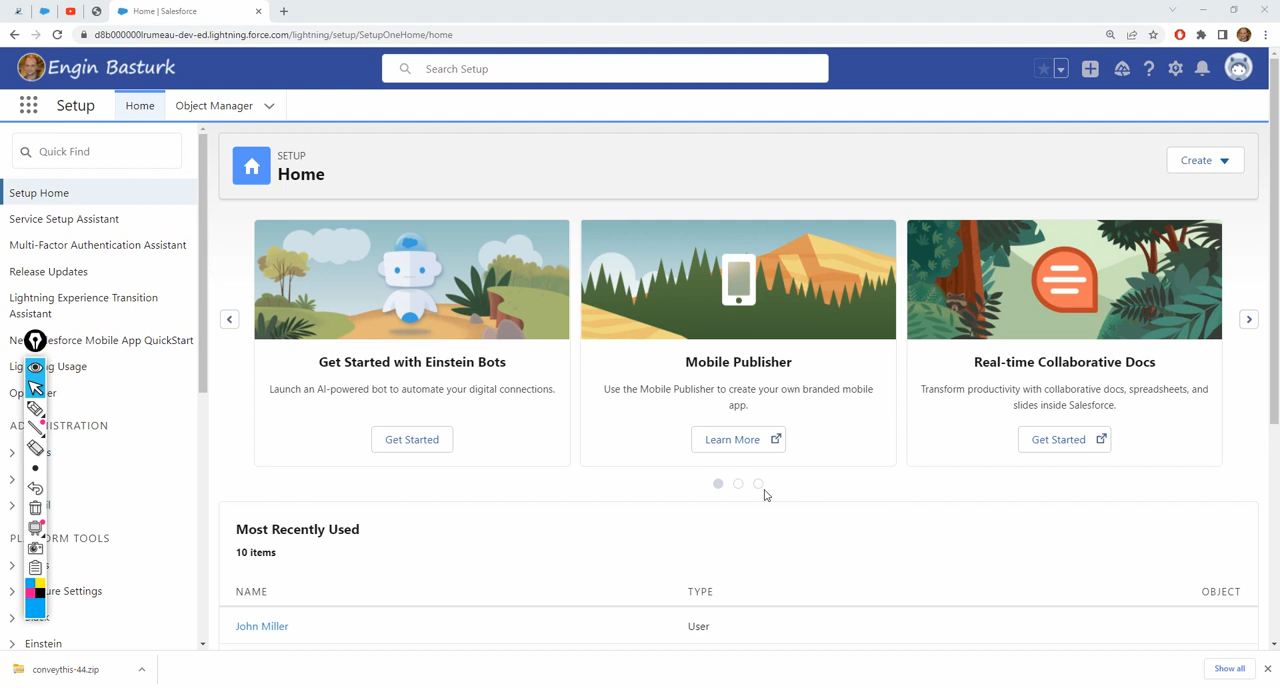 Home | Salesforce
d8b000000lrumeau-dev-ed.lightning.force.com/lightning/setup/SetupOneHome/home
Engin Basturk
Search Setup
Setup
Home
Object Manager
Quick Find
Setup Home
Service Setup Assistant
Multi-Factor Authentication Assistant
Release Updates
Lightning Experience Transition
Assistant
esforce Mobile App QuickStart
Usage
MINISTRATION
TOOLS
ure Settings
Einstein
SETUP
Home
Create
Get Started with Einstein Bots
Launch an AI-powered bot to automate your digital connections.
Get Started
Mobile Publisher
Use the Mobile Publisher to create your own branded mobile
app.
Learn More
Real-time Collaborative Docs
Transform productivity with collaborative docs, spreadsheets, and
slides inside Salesforce.
Get Started
Most Recently Used
10 items
NAME TYPE OBJECT
John Miller User
conveythis-44.zip
Show all